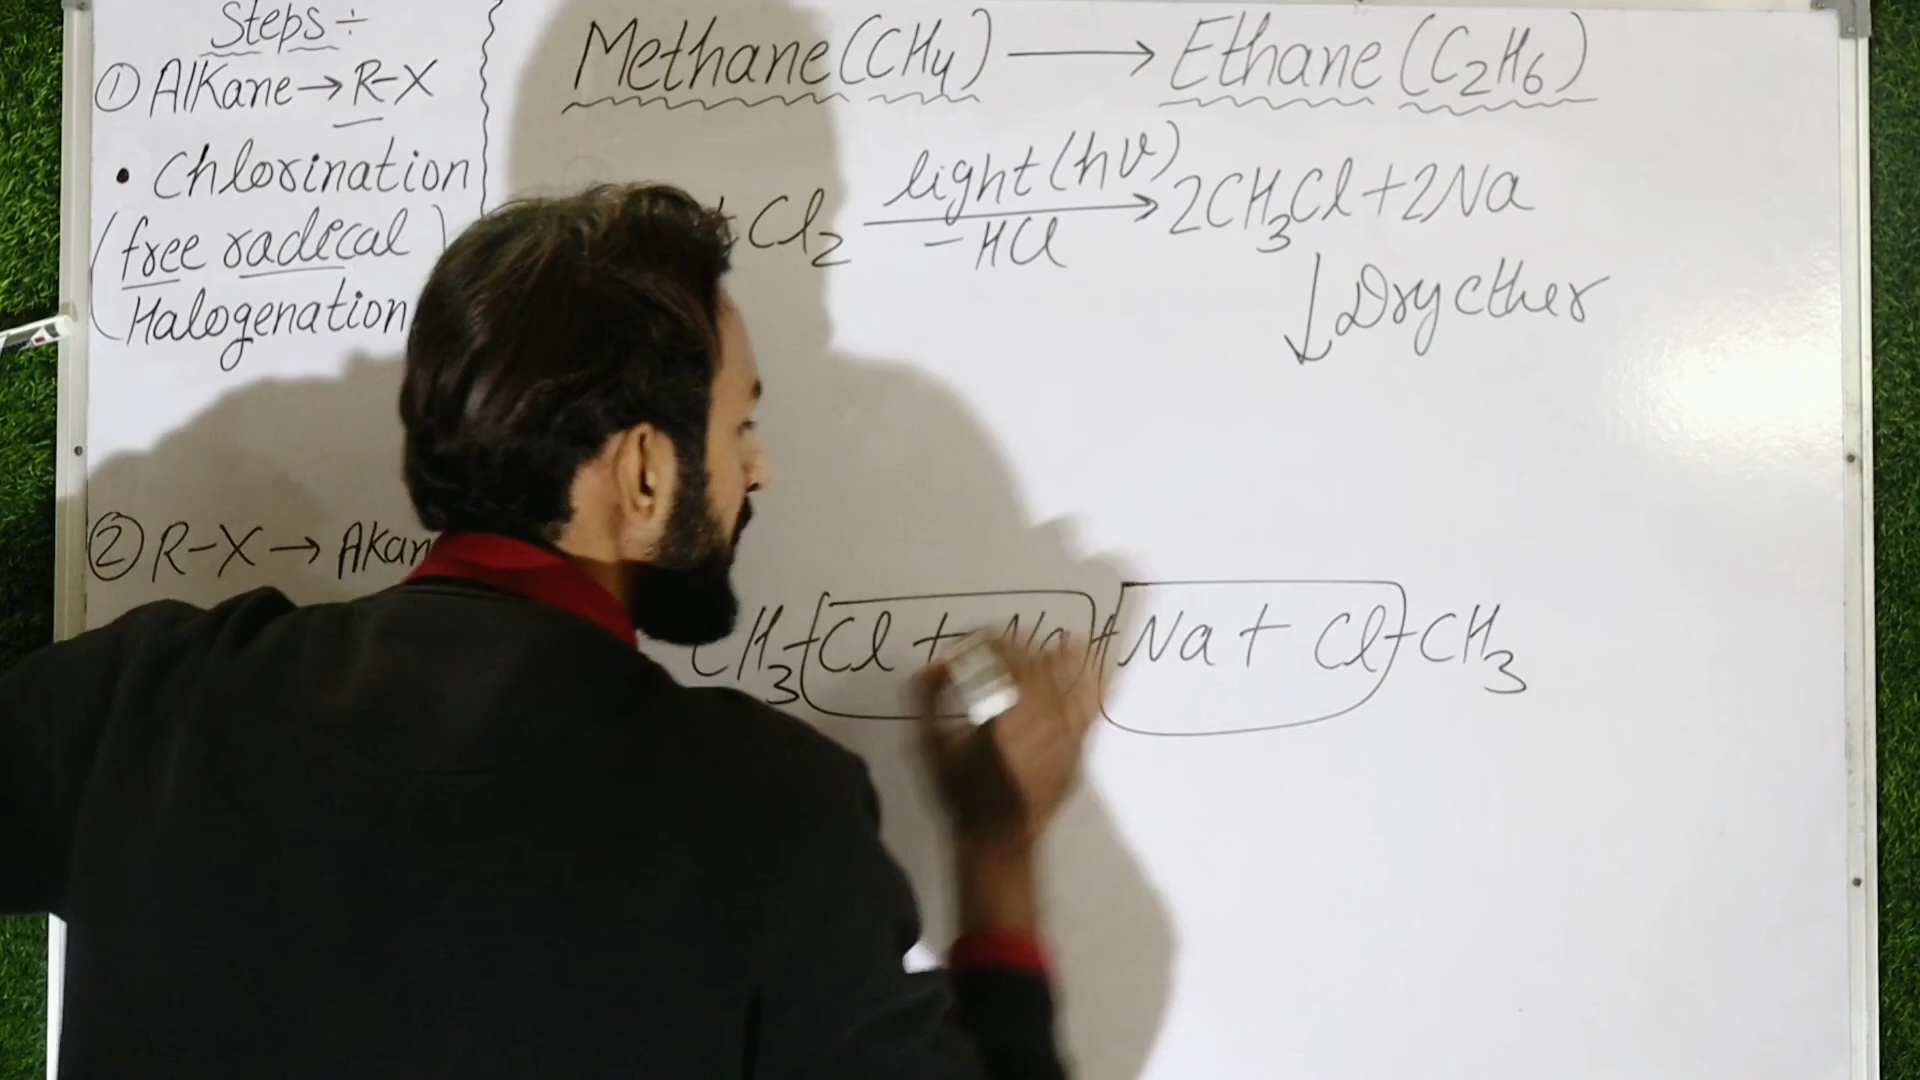 Steps ÷
① Alkane → R-X
• Chlorination
(free radical)
Halogenation
② R-X → Akan
Methane (CH4) → Ethane (C2H6)
+ Cl2 light (hν) -HCl → 2CH3Cl + 2Na
↓ Dry ether
CH3 + Cl + Na + Na + Cl + CH3